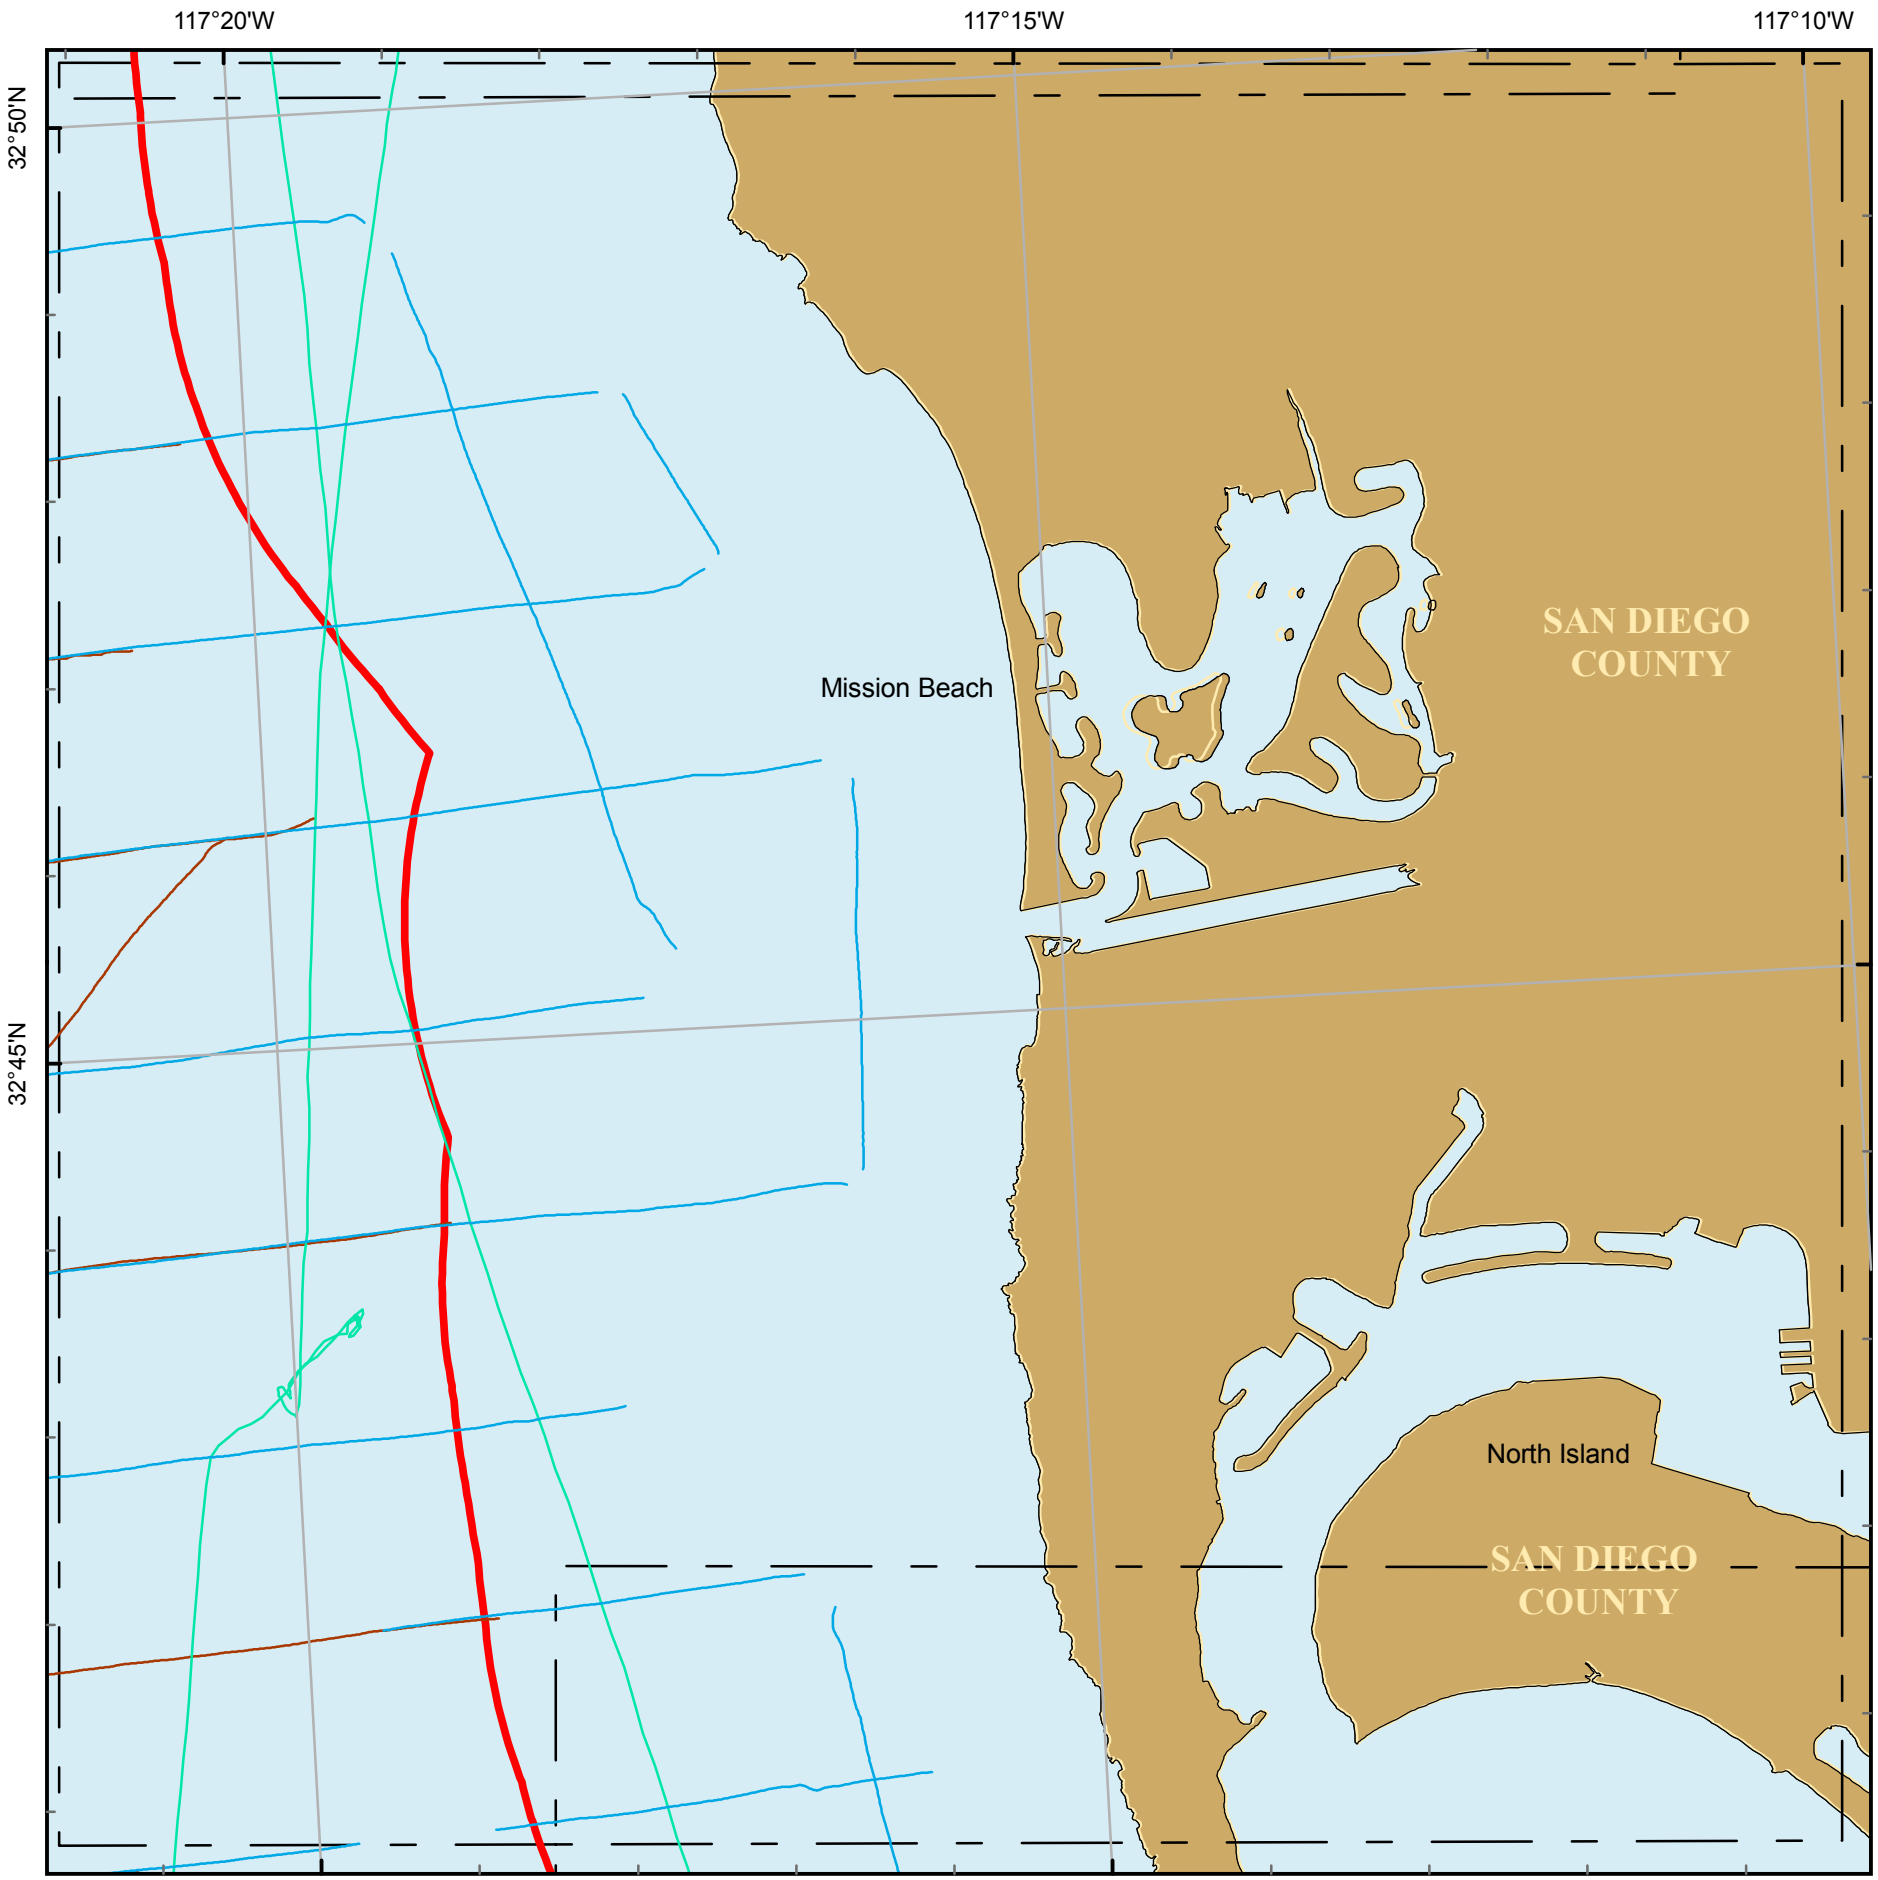 117°20'W
117°15'W
117°10'W
32°50'N
SAN DIEGO
COUNTY
Mission Beach
32°45'N
North Island
SAN DIEGO
COUNTY